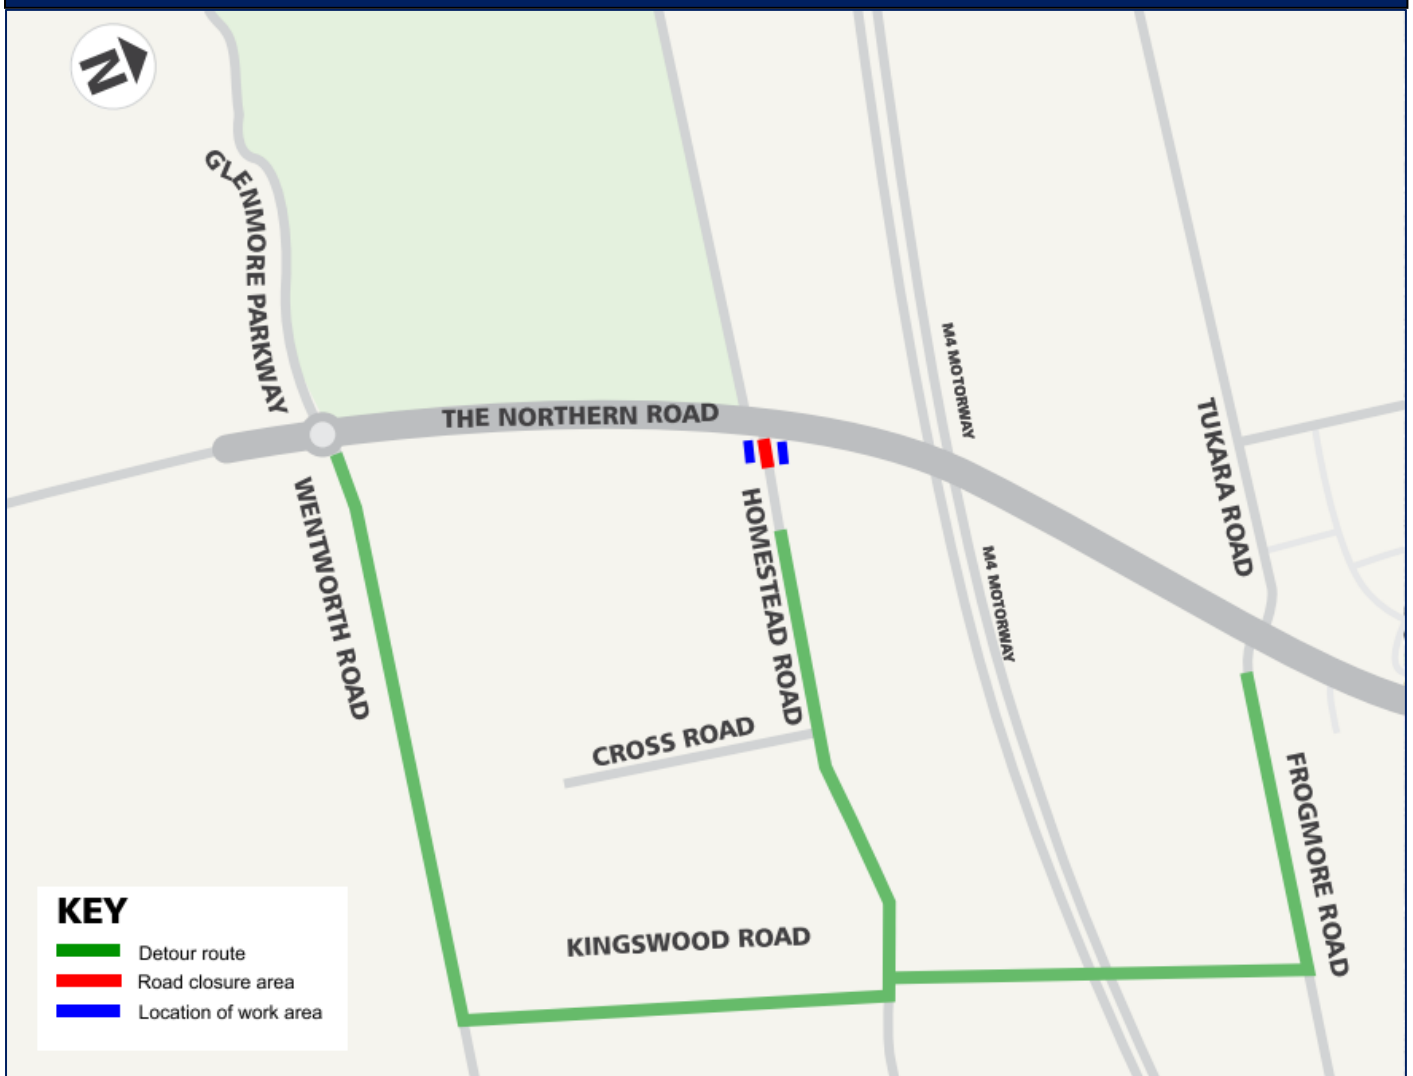 N
GLENMORE PARKWAY
THE NORTHERN ROAD
M4 MOTORWAY
TUKARA ROAD
WENTWORTH ROAD
HOMESTEAD ROAD
M4 MOTORWAY
CROSS ROAD
FROGMORE ROAD
KINGSWOOD ROAD
KEY
Detour route
Road closure area
Location of work area